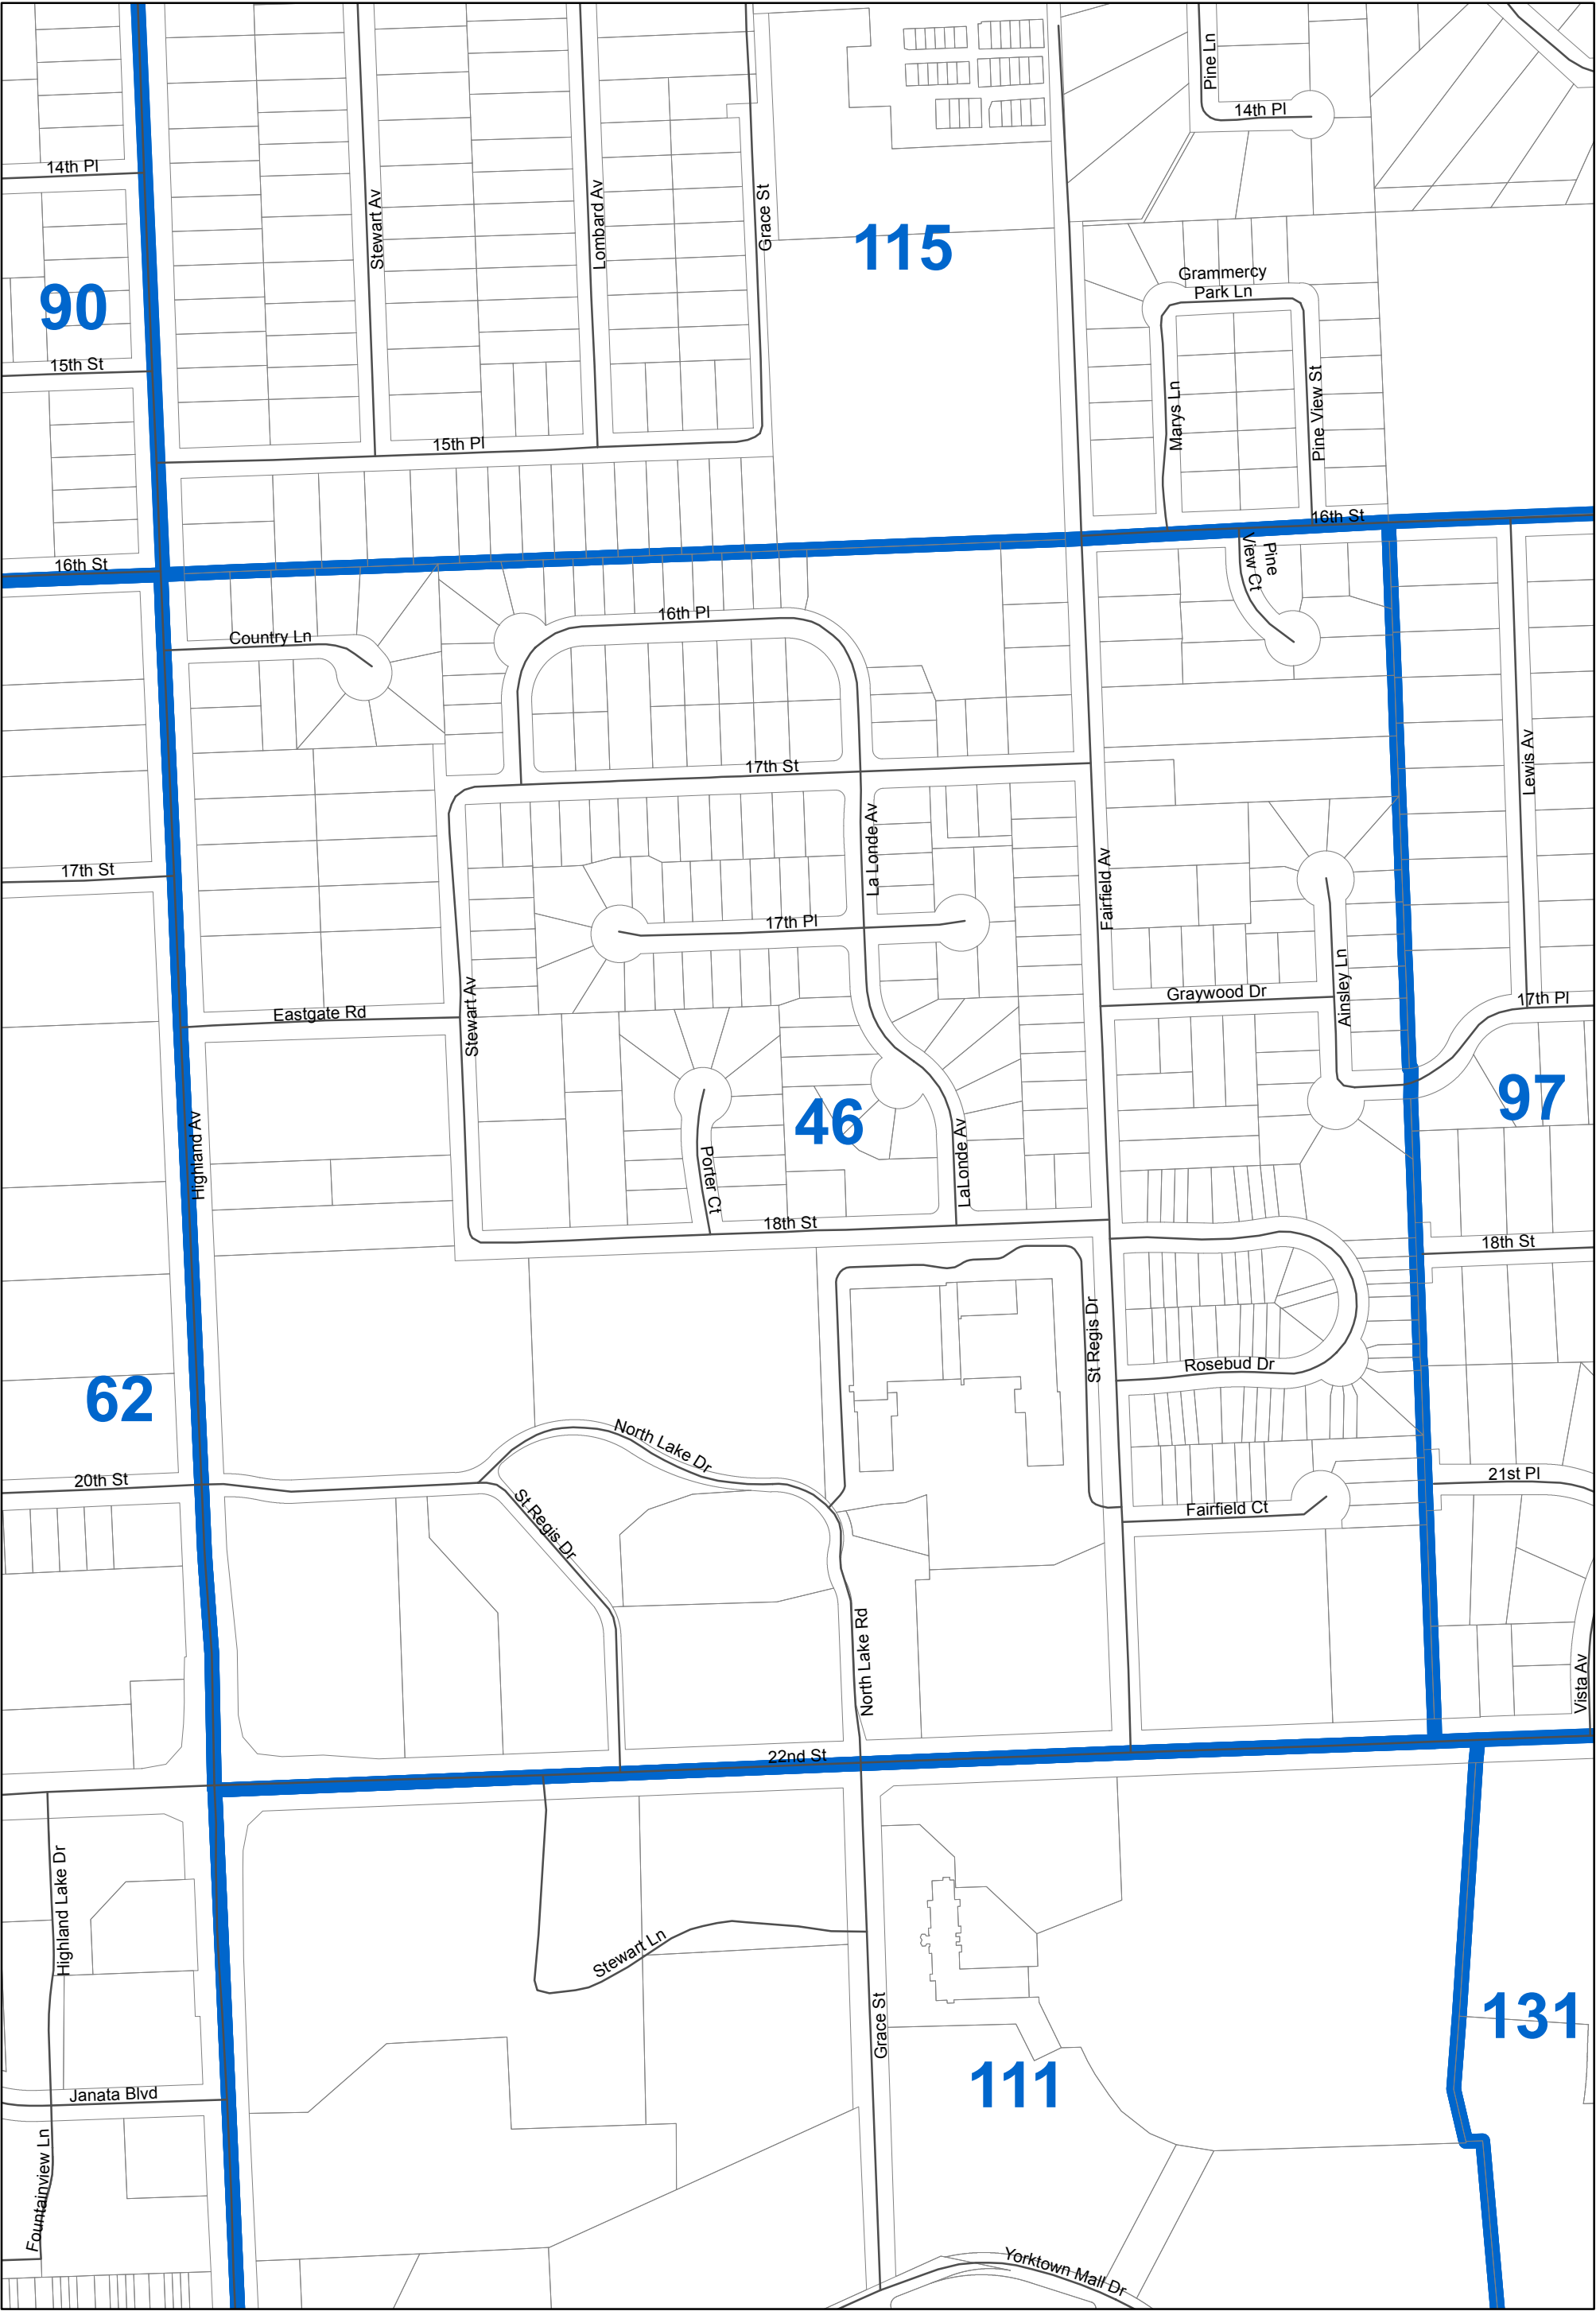 Pine Ln
14th Pl
14th Pl
Stewart Av
Lombard Av
Grace St
115
90
Grammercy
Park Ln
15th St
Marys Ln
Pine View St
15th Pl
16th St
16th St
Pine
View Ct
Country Ln
16th Pl
17th St
Lewis Av
La Londe Av
17th St
Fairfield Av
17th Pl
Ainsley Ln
Graywood Dr
17th Pl
Eastgate Rd
Stewart Av
97
46
Highland Av
Porter Ct
LaLonde Av
18th St
18th St
St Regis Dr
Rosebud Dr
62
North Lake Dr
20th St
21st Pl
St Regis Dr
Fairfield Ct
North Lake Rd
Vista Av
22nd St
Highland Lake Dr
Stewart Ln
Grace St
131
111
Janata Blvd
Fountainview Ln
Yorktown Mall Dr